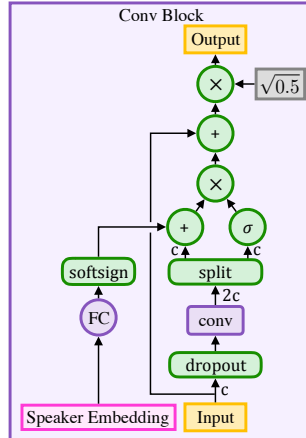 Conv Block
Output
×
√0.5
+
×
+
σ
c
c
softsign
split
2c
FC
conv
dropout
c
Speaker Embedding
Input